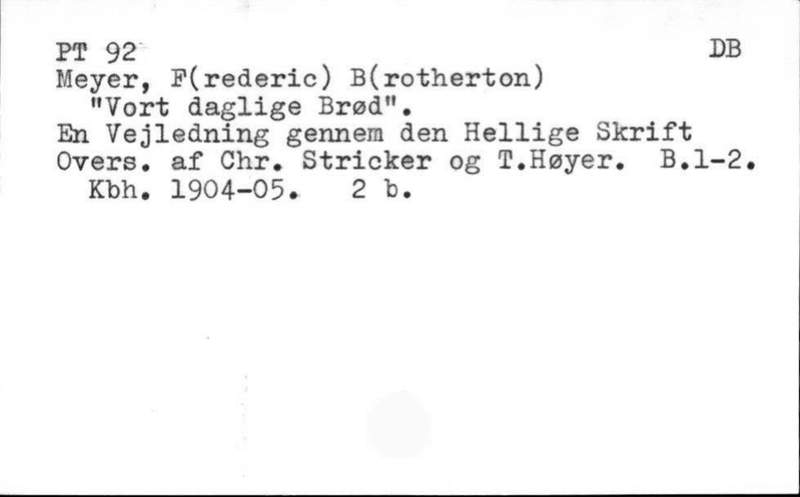 PT 92 DB
Meyer, F(rederic) B(rotherton)
"Vort daglige Brød".
En Vejledning gennem den Hellige Skrift
Overs. af Chr. Stricker og T.Høyer. B.1-2.
Kbh. 1904-05. 2 b.